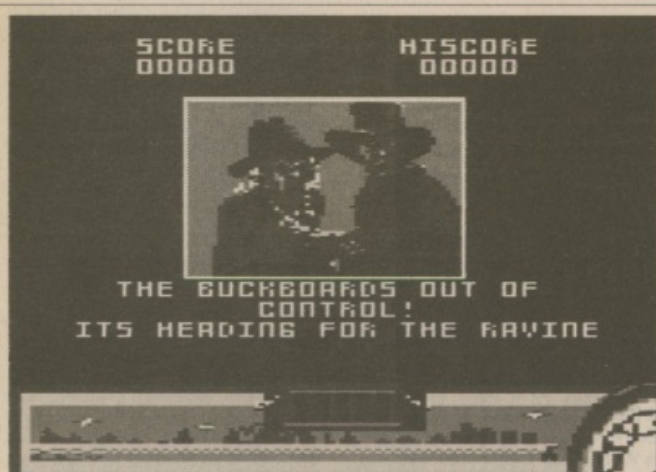 SCORE HISCORE
00000 00000
THE BUCKBOARDS OUT OF
CONTROL!
ITS HEADING FOR THE RAVINE